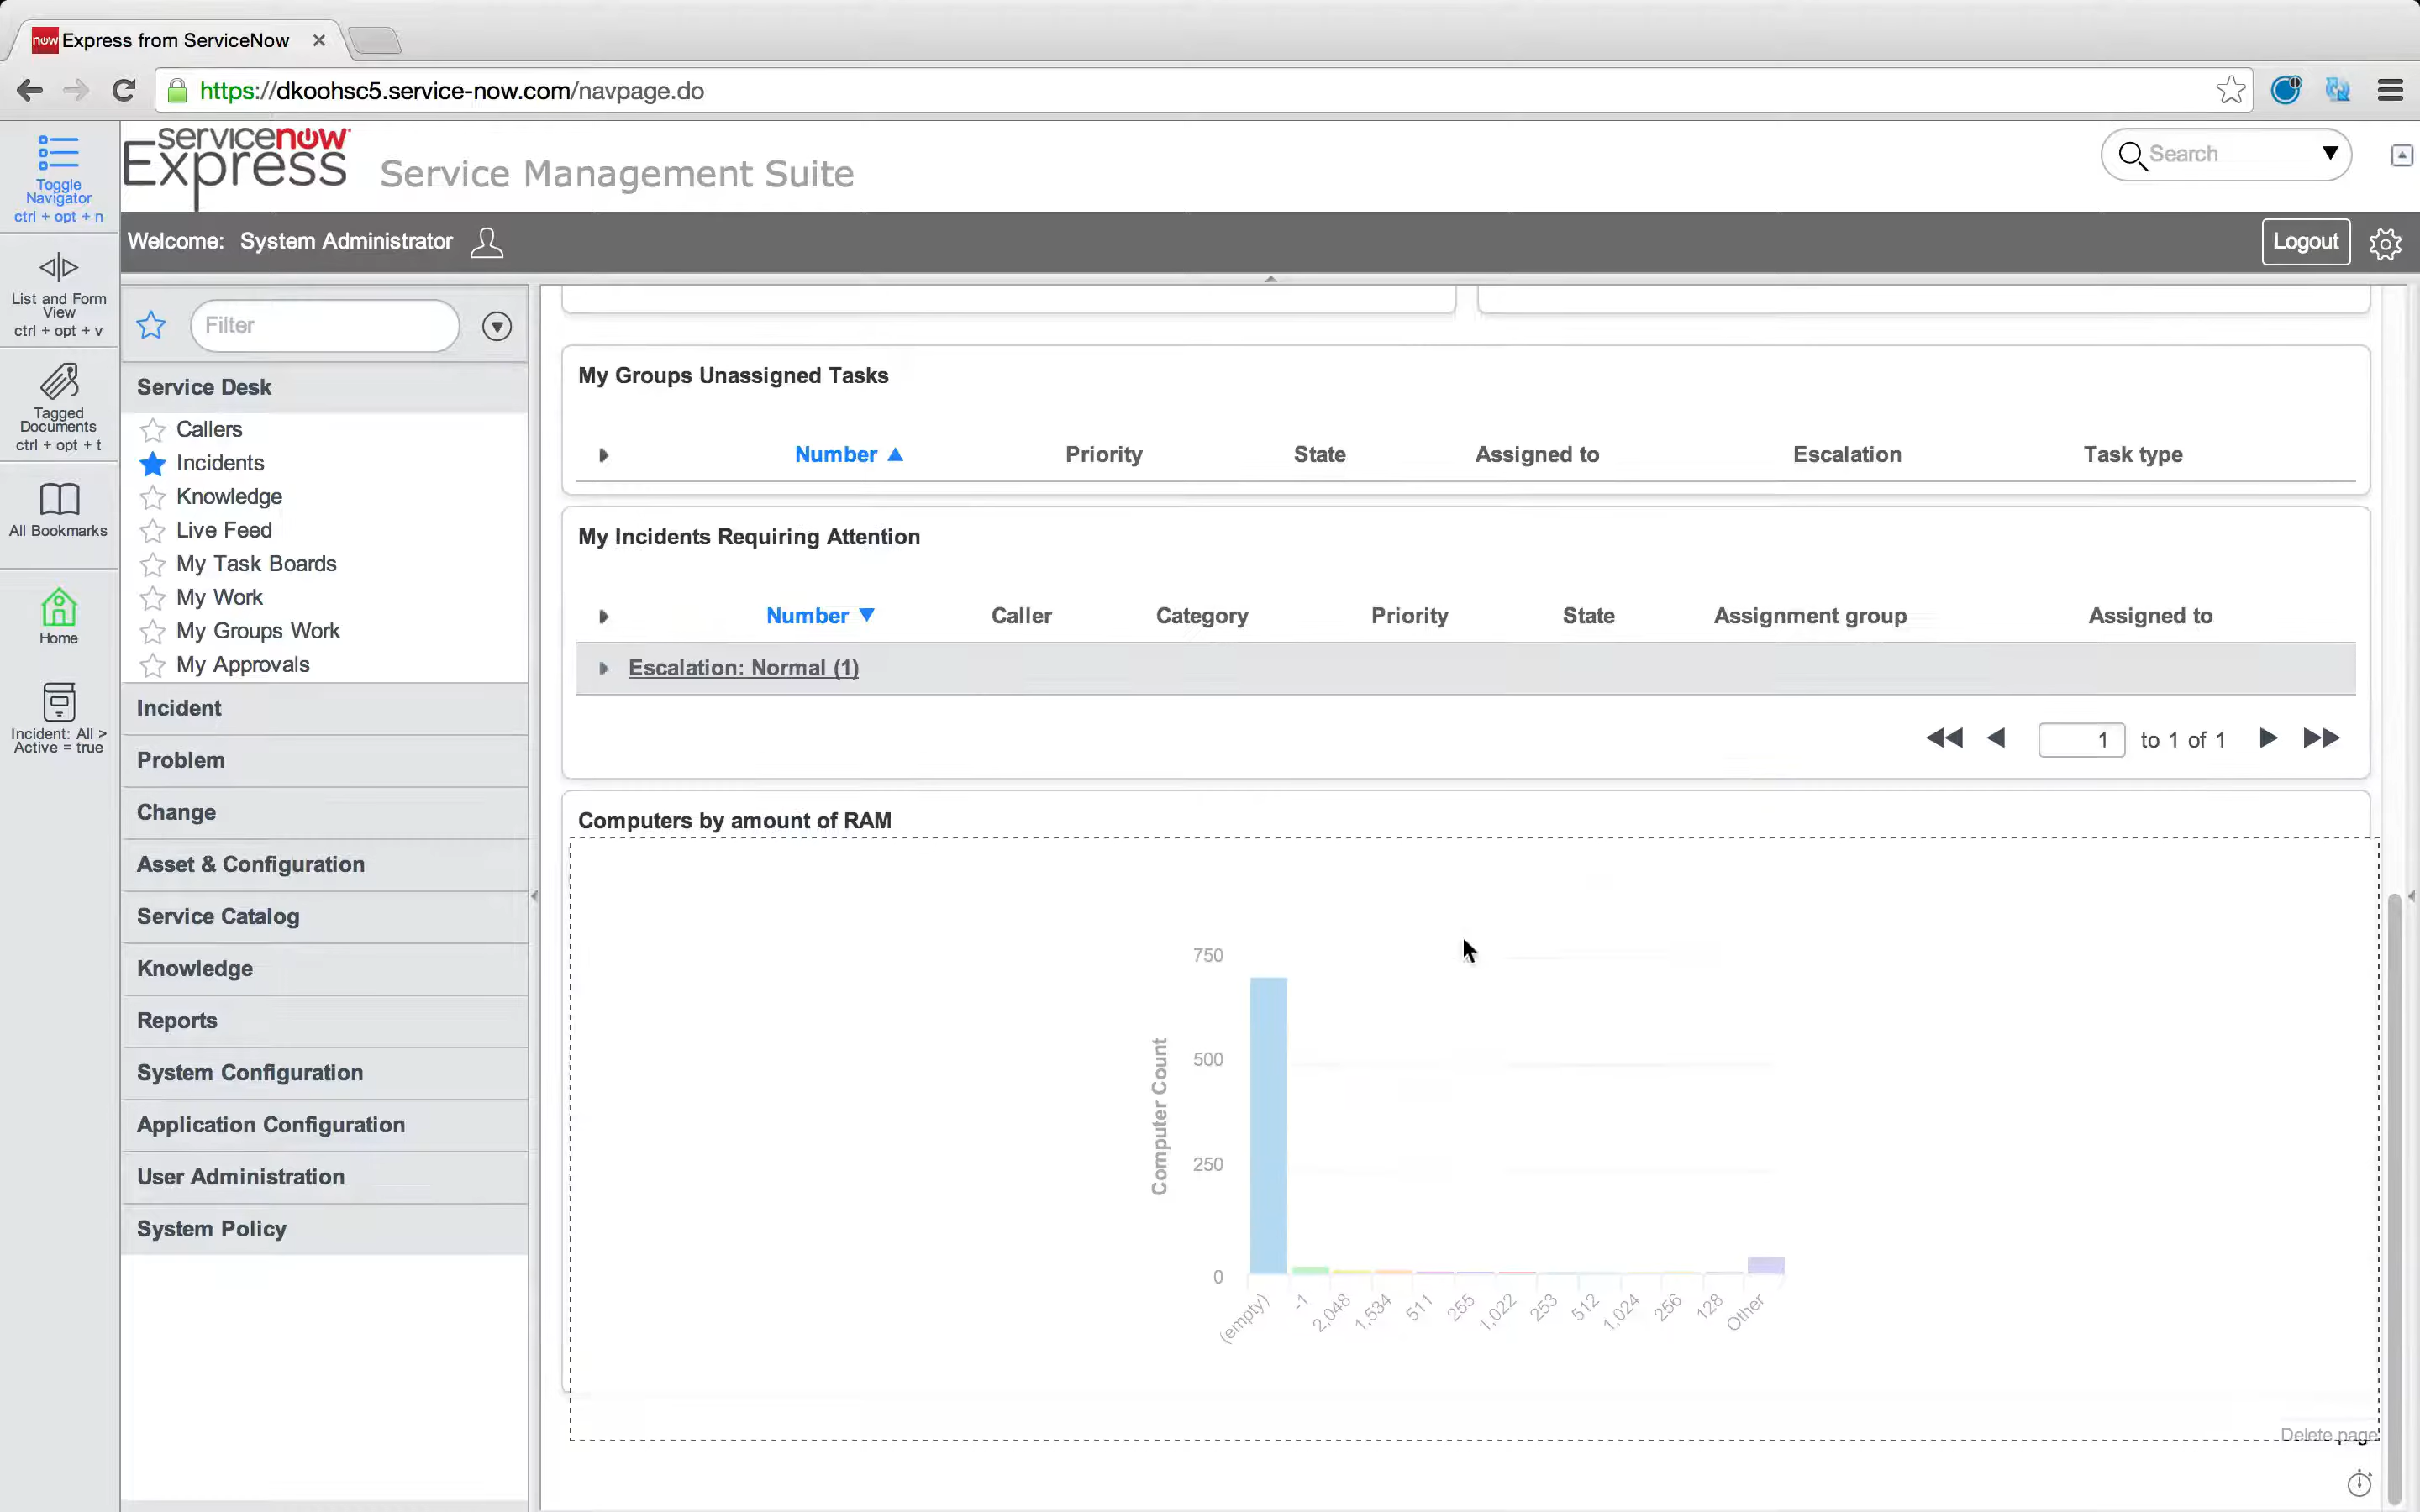 now Express from ServiceNow
https://dkoohsc5.service-now.com/navpage.do
servicenow
Express
Service Management Suite
Search
Welcome: System Administrator
Logout
Toggle
Navigator
ctrl + opt + n
List and Form
View
ctrl + opt + v
Tagged
Documents
ctrl + opt + t
All Bookmarks
Home
Incident: All >
Active = true
Filter
Service Desk
Callers
Incidents
Knowledge
Live Feed
My Task Boards
My Work
My Groups Work
My Approvals
Incident
Problem
Change
Asset & Configuration
Service Catalog
Knowledge
Reports
System Configuration
Application Configuration
User Administration
System Policy
My Groups Unassigned Tasks
Number Priority State Assigned to Escalation Task type
My Incidents Requiring Attention
Number Caller Category Priority State Assignment group Assigned to
Escalation: Normal (1)
1 to 1 of 1
Computers by amount of RAM
Computer Count
750
500
250
0
(empty) -1 2,048 1,534 511 255 1,022 253 512 1,024 256 128 Other
Delete page